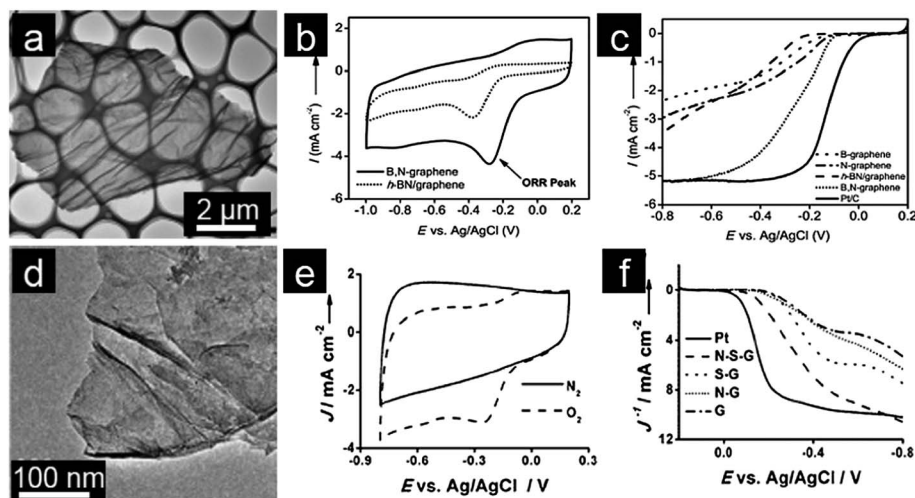 a
2 µm
b
I (mA cm⁻²)
2
0
-2
-4
-6
B,N-graphene
h-BN/graphene
ORR Peak
-1.0 -0.8 -0.6 -0.4 -0.2 0.0 0.2
E vs. Ag/AgCl (V)
c
I (mA cm⁻²)
0
-1
-2
-3
-4
-5
-6
B-graphene
N-graphene
h-BN/graphene
B,N-graphene
Pt/C
-0.8 -0.6 -0.4 -0.2 0.0 0.2
E vs. Ag/AgCl (V)
d
100 nm
e
J / mA cm⁻²
2
0
-2
-4
N₂
O₂
-0.9 -0.6 -0.3 0.0 0.3
E vs. Ag/AgCl / V
f
J⁻¹ / mA cm⁻²
0
4
8
12
Pt
N-S-G
S-G
N-G
G
0.0 -0.4 -0.8
E vs. Ag/AgCl / V